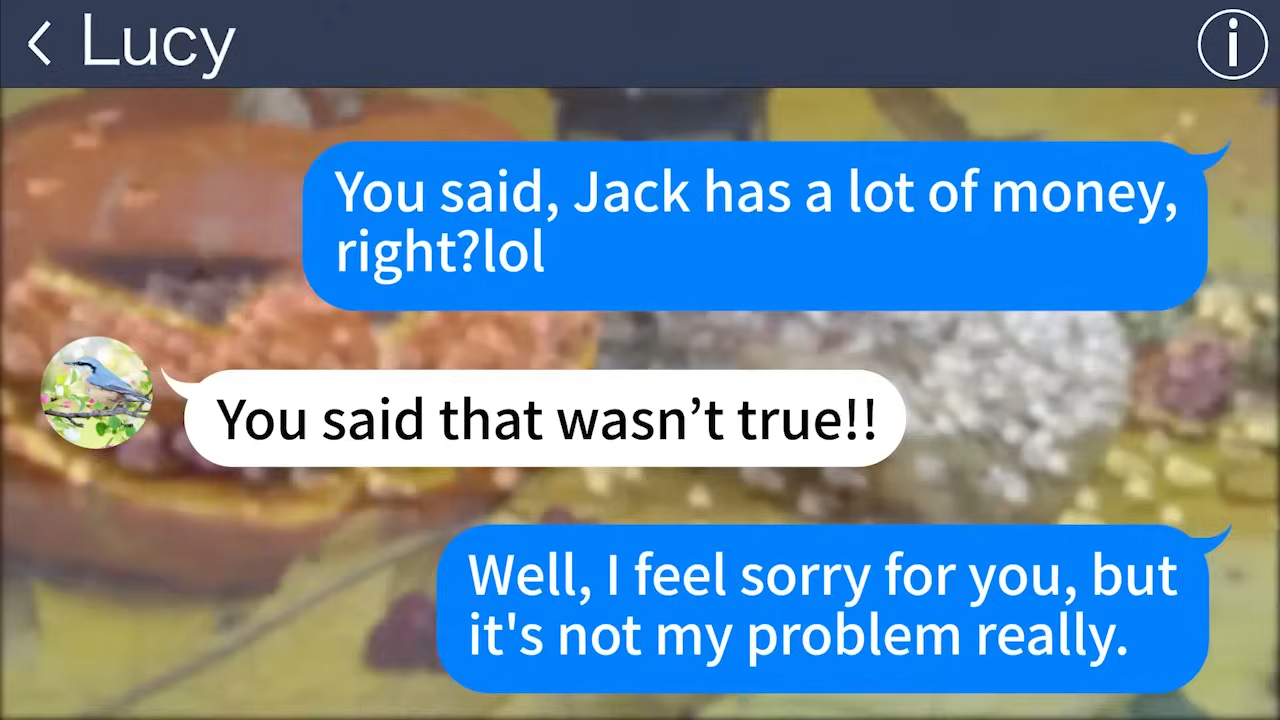 Lucy
You said, Jack has a lot of money,
right?lol
You said that wasn’t true!!
Well, I feel sorry for you, but
it's not my problem really.